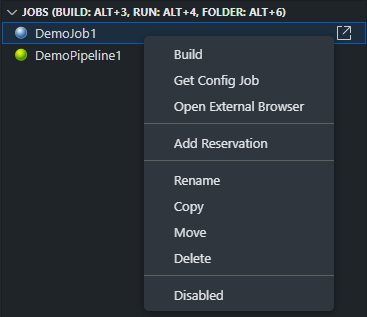 JOBS (BUILD: ALT+3, RUN: ALT+4, FOLDER: ALT+6)
DemoJob1
DemoPipeline1
Build
Get Config Job
Open External Browser
Add Reservation
Rename
Copy
Move
Delete
Disabled